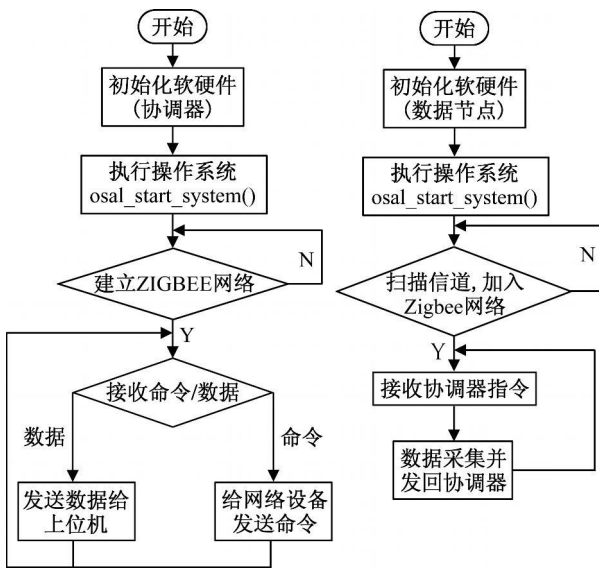 开始
初始化软硬件
(协调器)
执行操作系统
osal_start_system()
N
建立ZIGBEE网络
Y
接收命令/数据
数据
命令
发送数据给
上位机
给网络设备
发送命令
开始
初始化软硬件
(数据节点)
执行操作系统
osal_start_system()
N
扫描信道,加入
Zigbee网络
Y
接收协调器指令
数据采集并
发回协调器